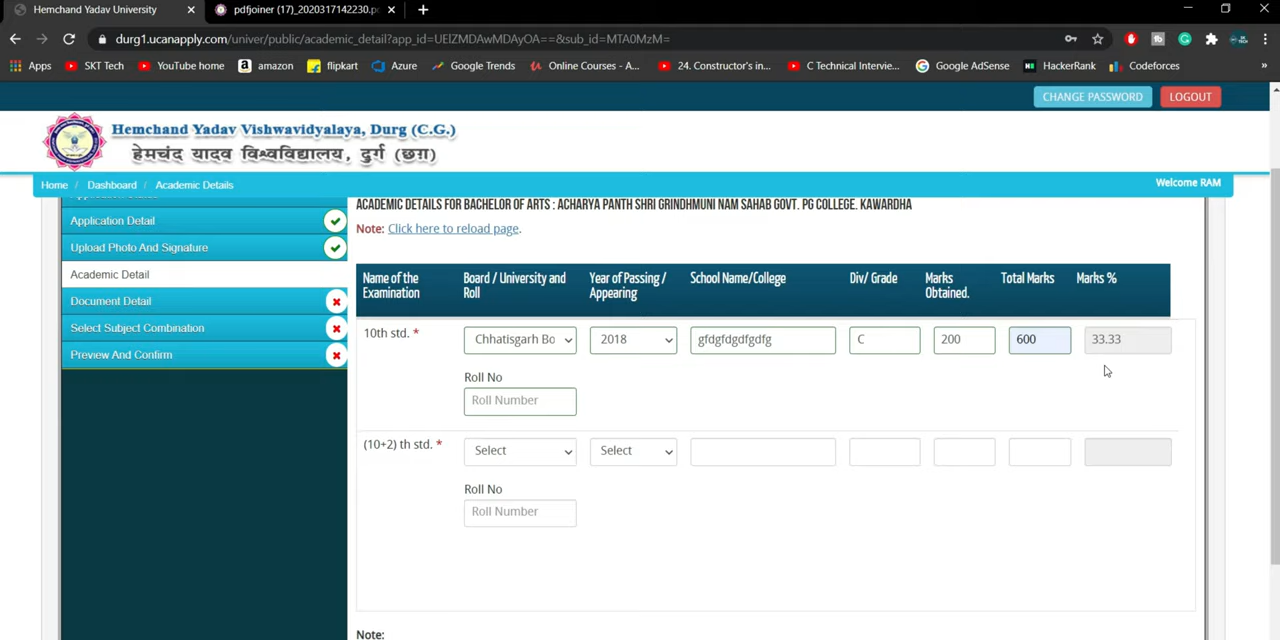 Hemchand Yadav University
pdfjoiner (17)_2020317142230.p
durg1.ucanapply.com/univer/public/academic_detail?app_id=UElZMDAwMDAyOA==&sub_id=MTA0MzM=
Apps SKT Tech YouTube home amazon flipkart Azure Google Trends Online Courses - A... 24. Constructor's in... C Technical Intervie... Google AdSense HackerRank Codeforces »
CHANGE PASSWORD LOGOUT
Hemchand Yadav Vishwavidyalaya, Durg (C.G.)
हेमचंद यादव विश्वविद्यालय, दुर्ग (छग़)
Home / Dashboard / Academic Details
Welcome RAM
Application Detail
Upload Photo And Signature
Academic Detail
Document Detail
Select Subject Combination
Preview And Confirm
ACADEMIC DETAILS FOR BACHELOR OF ARTS : ACHARYA PANTH SHRI GRINDHMUNI NAM SAHAB GOVT. PG COLLEGE. KAWARDHA
Note: Click here to reload page.
Name of the Examination
Board / University and Roll
Year of Passing / Appearing
School Name/College
Div/ Grade
Marks Obtained.
Total Marks
Marks %
10th std. *
Chhatisgarh Bo
2018
gfdgfdgdfgdfg
C
200
600
33.33
Roll No
Roll Number
(10+2) th std. *
Select
Select
Roll No
Roll Number
Note: